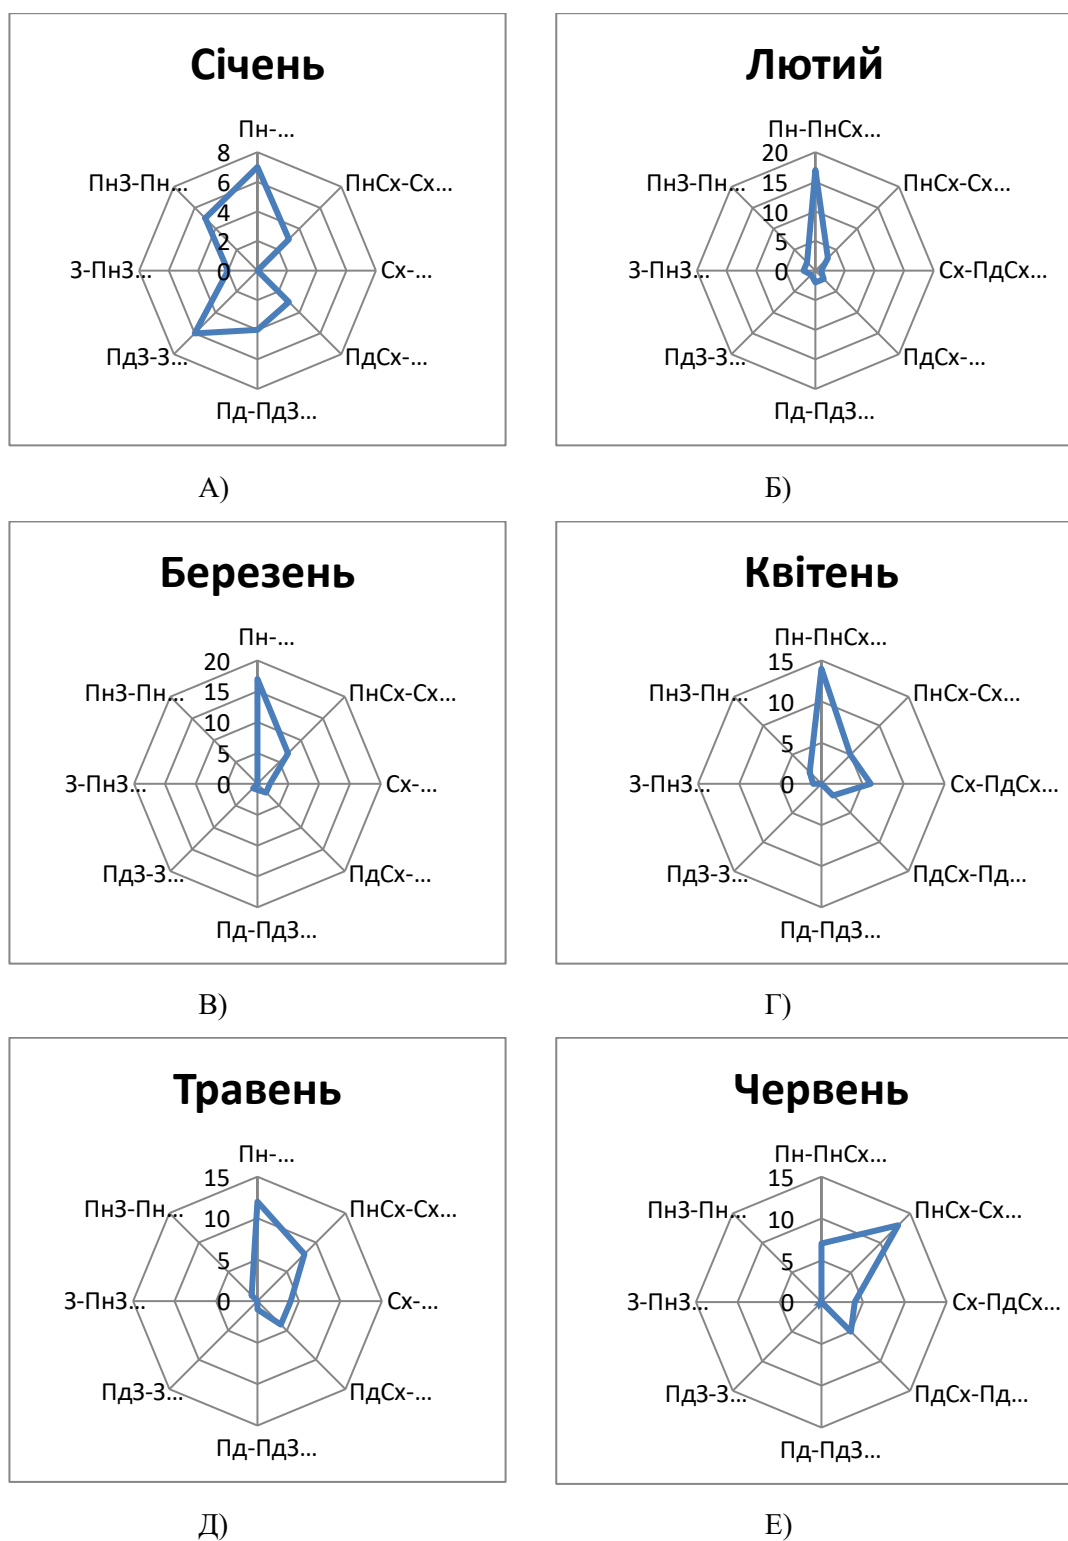 Січень
Пн-...
ПнСх-Сх...
Сх-...
ПдСх-...
Пд-ПдЗ...
ПдЗ-З...
З-ПнЗ...
ПнЗ-Пн...
8
6
4
2
0
Лютий
Пн-ПнСх...
ПнСх-Сх...
Сх-ПдСх...
ПдСх-...
Пд-ПдЗ...
ПдЗ-З...
З-ПнЗ...
ПнЗ-Пн...
20
15
10
5
0
А)
Б)
Березень
Пн-...
ПнСх-Сх...
Сх-...
ПдСх-...
Пд-ПдЗ...
ПдЗ-З...
З-ПнЗ...
ПнЗ-Пн...
20
15
10
5
0
Квітень
Пн-ПнСх...
ПнСх-Сх...
Сх-ПдСх...
ПдСх-Пд...
Пд-ПдЗ...
ПдЗ-З...
З-ПнЗ...
ПнЗ-Пн...
15
10
5
0
В)
Г)
Травень
Пн-...
ПнСх-Сх...
Сх-...
ПдСх-...
Пд-ПдЗ...
ПдЗ-З...
З-ПнЗ...
ПнЗ-Пн...
15
10
5
0
Червень
Пн-ПнСх...
ПнСх-Сх...
Сх-ПдСх...
ПдСх-Пд...
Пд-ПдЗ...
ПдЗ-З...
З-ПнЗ...
ПнЗ-Пн...
15
10
5
0
Д)
Е)